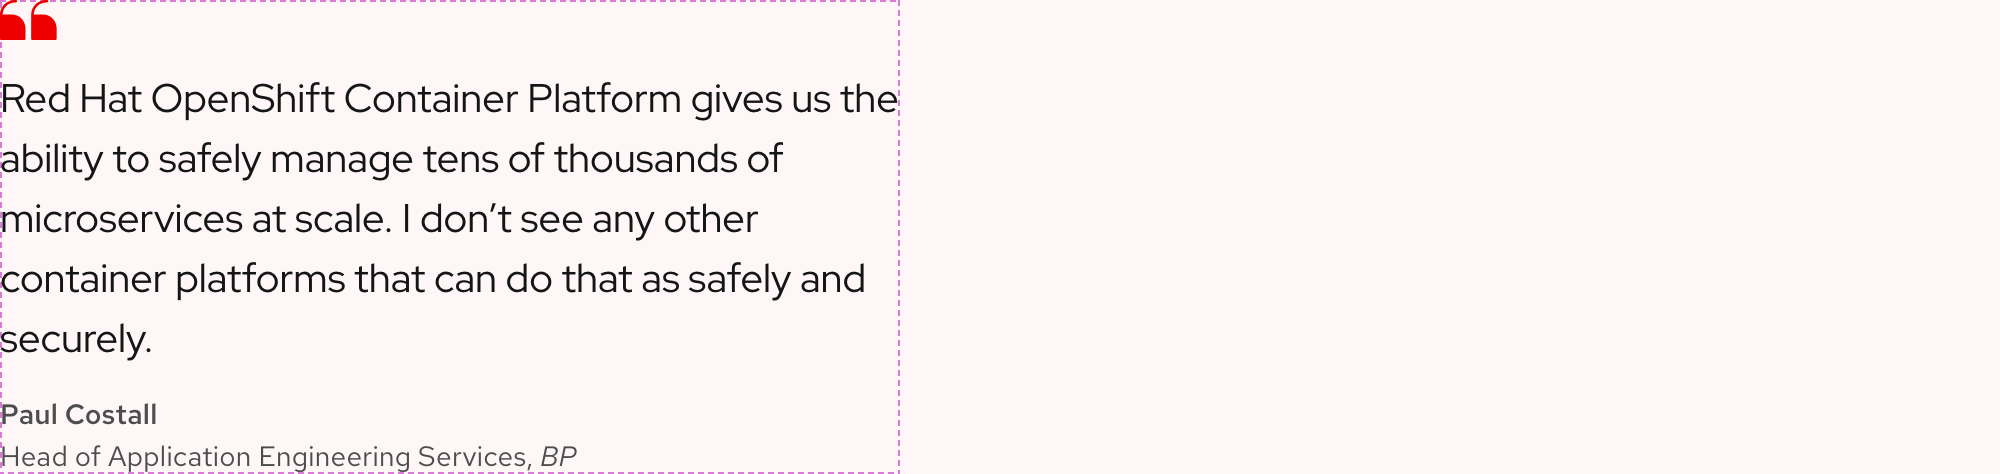 “
Red Hat OpenShift Container Platform gives us the
ability to safely manage tens of thousands of
microservices at scale. I don’t see any other
container platforms that can do that as safely and
securely.
Paul Costall
Head of Application Engineering Services, BP